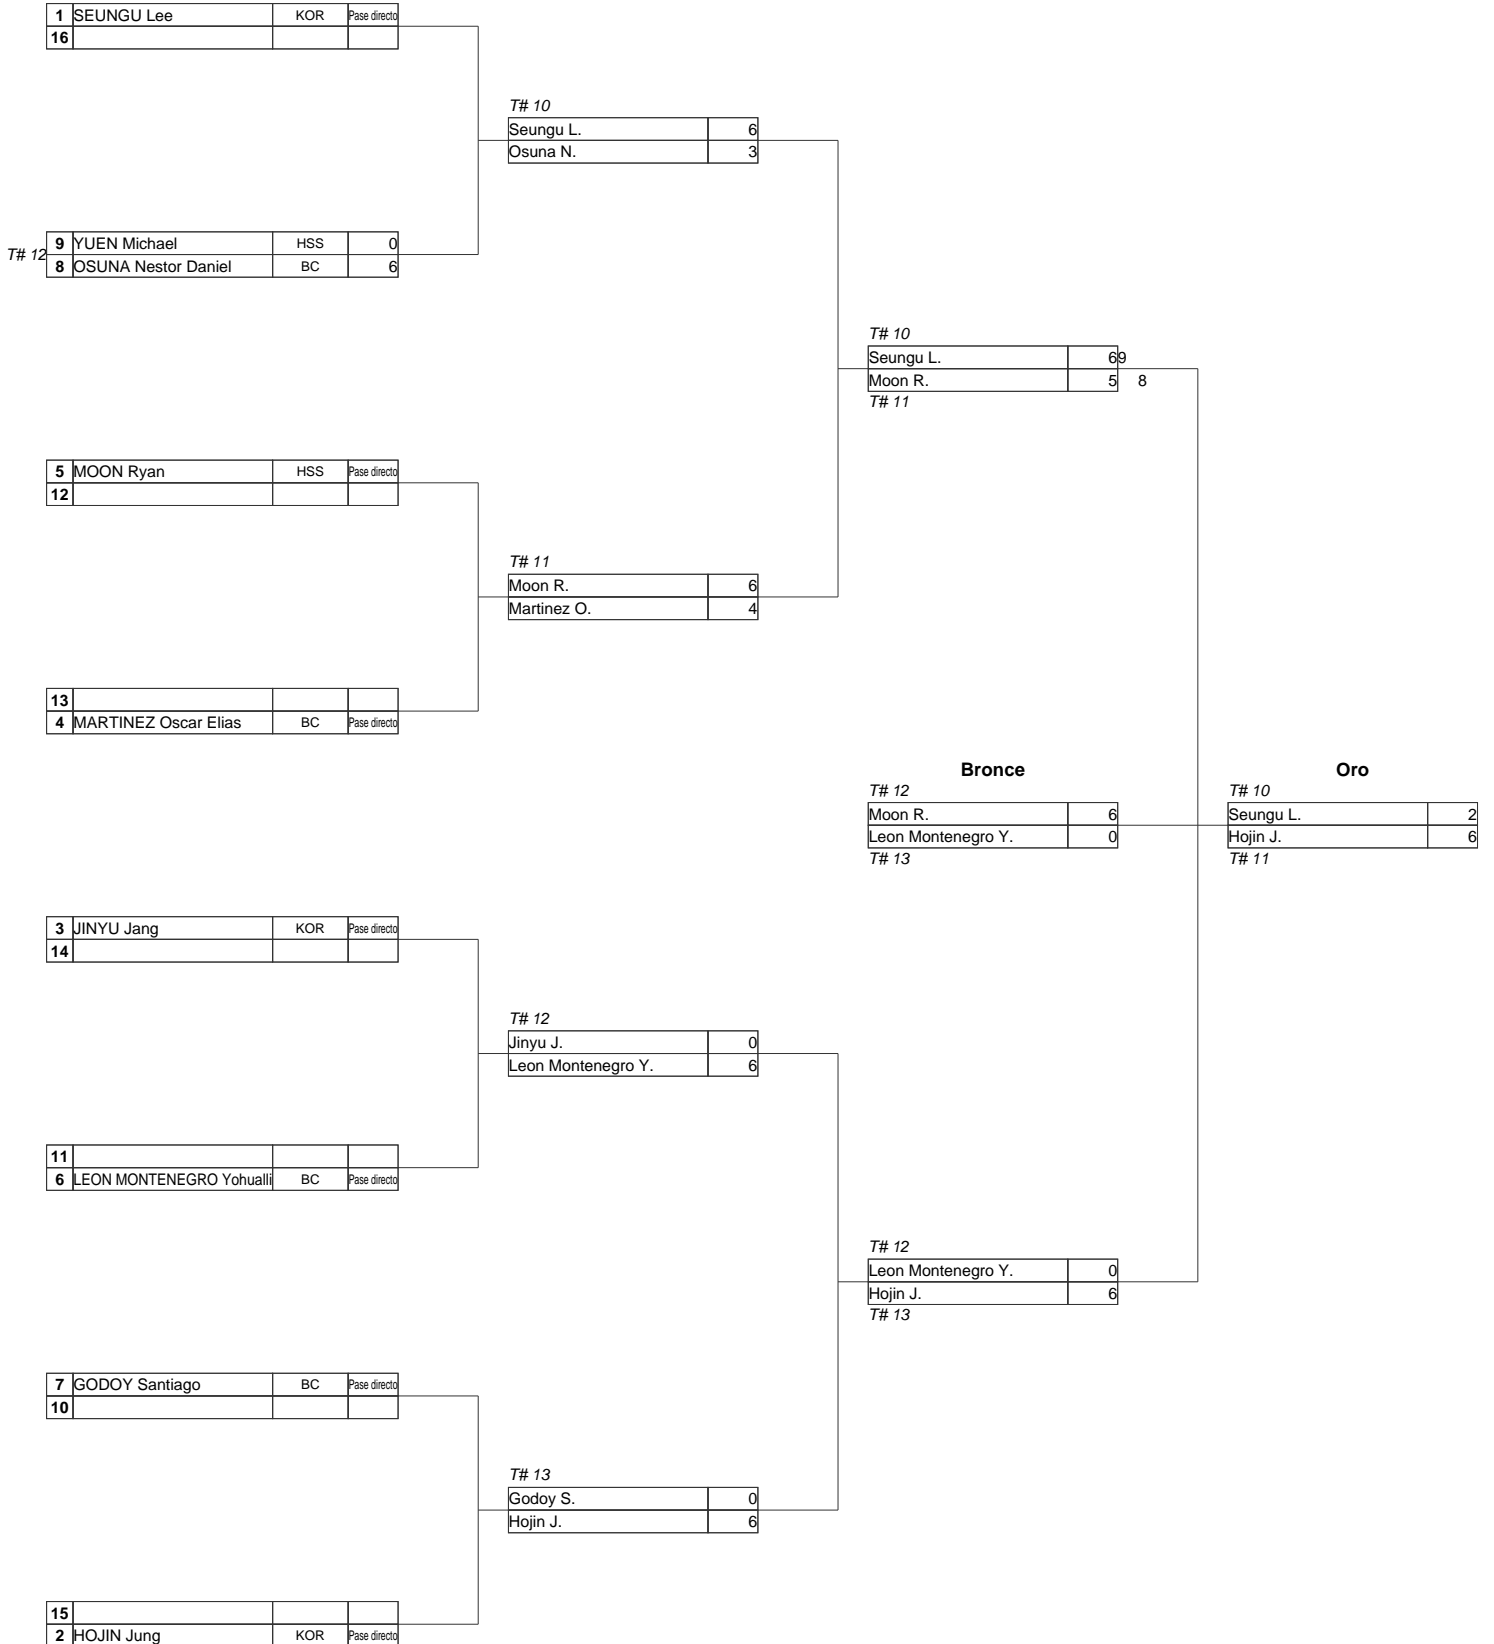 1 SEUNGU Lee KOR Pase directo
16
T# 10
Seungu L. 6
Osuna N. 3
T# 12
9 YUEN Michael HSS 0
8 OSUNA Nestor Daniel BC 6
T# 10
Seungu L. 6 9
Moon R. 5 8
T# 11
5 MOON Ryan HSS Pase directo
12
T# 11
Moon R. 6
Martinez O. 4
13
4 MARTINEZ Oscar Elias BC Pase directo
Bronce
T# 12
Moon R. 6
Leon Montenegro Y. 0
T# 13
Oro
T# 10
Seungu L. 2
Hojin J. 6
T# 11
3 JINYU Jang KOR Pase directo
14
T# 12
Jinyu J. 0
Leon Montenegro Y. 6
11
6 LEON MONTENEGRO Yohualli BC Pase directo
T# 12
Leon Montenegro Y. 0
Hojin J. 6
T# 13
7 GODOY Santiago BC Pase directo
10
T# 13
Godoy S. 0
Hojin J. 6
15
2 HOJIN Jung KOR Pase directo